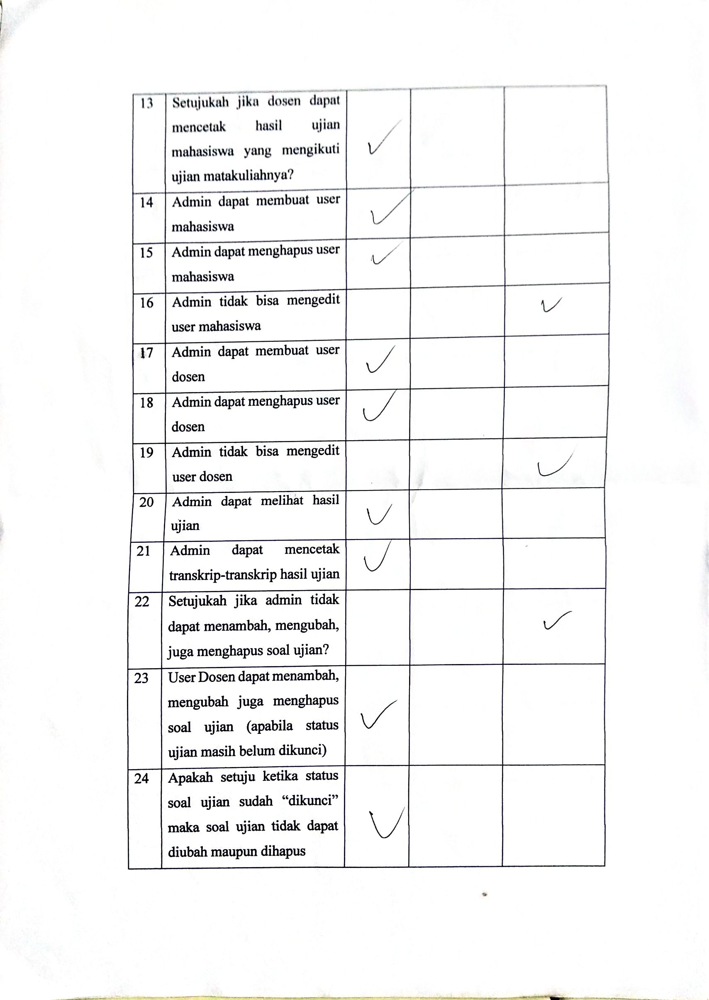 13 Setujukah jika dosen dapat
mencetak hasil ujian
mahasiswa yang mengikuti
ujian matakuliahnya?
14 Admin dapat membuat user
mahasiswa
15 Admin dapat menghapus user
mahasiswa
16 Admin tidak bisa mengedit
user mahasiswa
17 Admin dapat membuat user
dosen
18 Admin dapat menghapus user
dosen
19 Admin tidak bisa mengedit
user dosen
20 Admin dapat melihat hasil
ujian
21 Admin dapat mencetak
transkrip-transkrip hasil ujian
22 Setujukah jika admin tidak
dapat menambah, mengubah,
juga menghapus soal ujian?
23 User Dosen dapat menambah,
mengubah juga menghapus
soal ujian (apabila status
ujian masih belum dikunci)
24 Apakah setuju ketika status
soal ujian sudah “dikunci”
maka soal ujian tidak dapat
diubah maupun dihapus